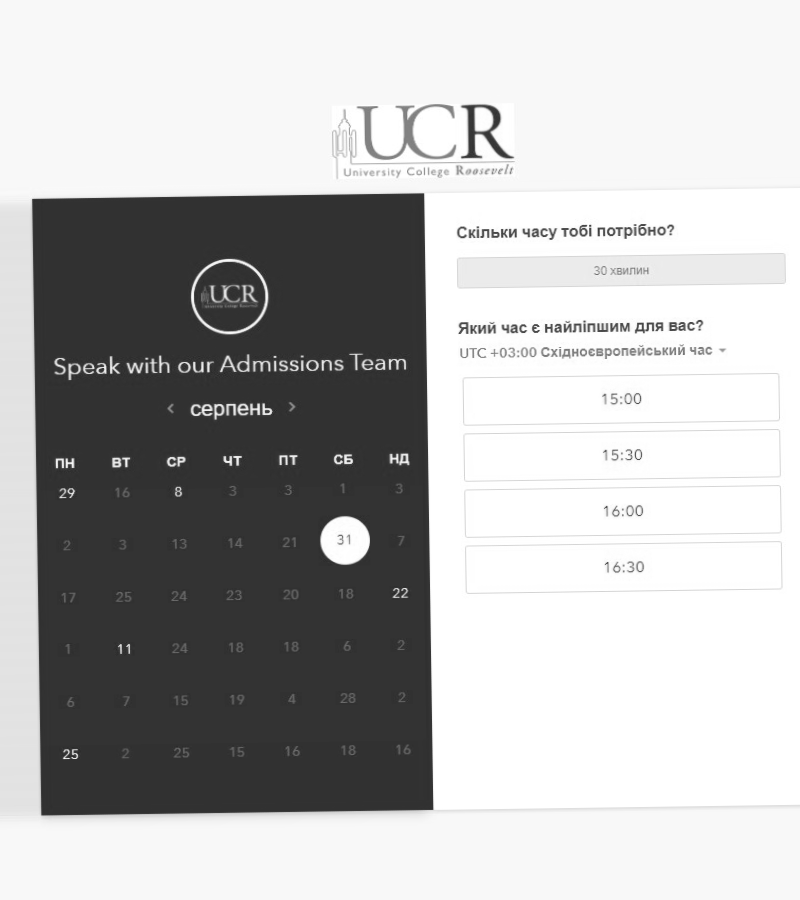 UCR
University College Roosevelt
UCR
University College Roosevelt
Speak with our Admissions Team
серпень
ПН ВТ СР ЧТ ПТ СБ НД
29 16 8 3 3 1 3
2 3 13 14 21 31 7
17 25 24 23 20 18 22
1 11 24 18 18 6 2
6 7 15 19 4 28 2
25 2 25 15 16 18 16
Скільки часу тобі потрібно?
30 хвилин
Який час є найліпшим для вас?
UTC +03:00 Східноєвропейський час
15:00
15:30
16:00
16:30